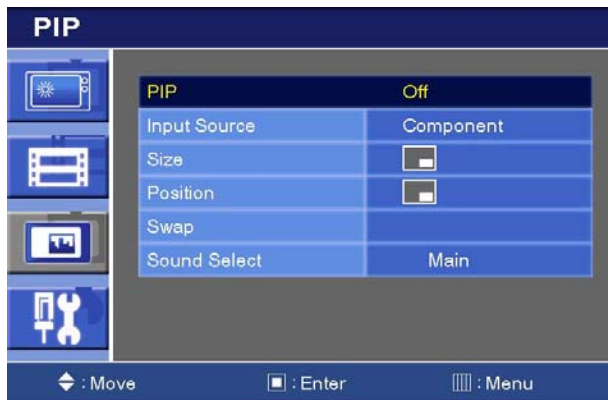 PIP
PIP Off
Input Source Component
Size
Position
Swap
Sound Select Main
: Move : Enter : Menu